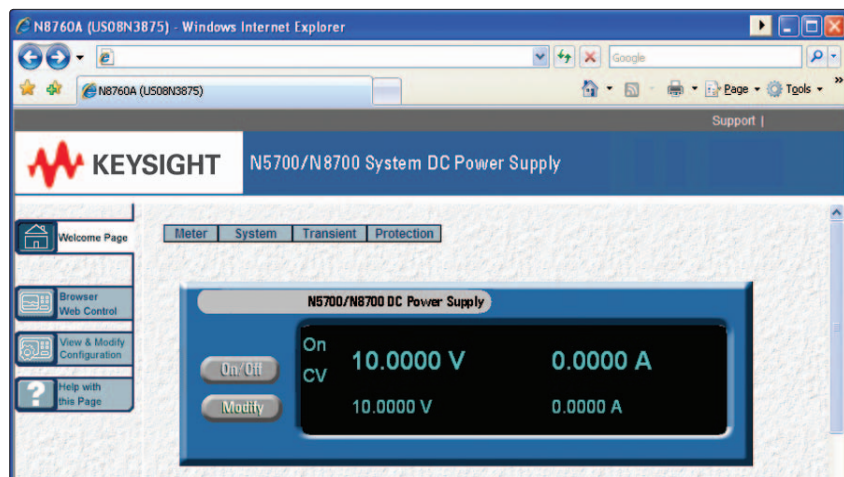 N8760A (US08N3875) - Windows Internet Explorer
Google
N8760A (US08N3875)
Page
Tools
Support |
KEYSIGHT
N5700/N8700 System DC Power Supply
Welcome Page
Meter System Transient Protection
Browser
Web Control
N5700/N8700 DC Power Supply
View & Modify
Configuration
On/Off
On
CV
10.0000 V 0.0000 A
Help with
this Page
Modify
10.0000 V 0.0000 A